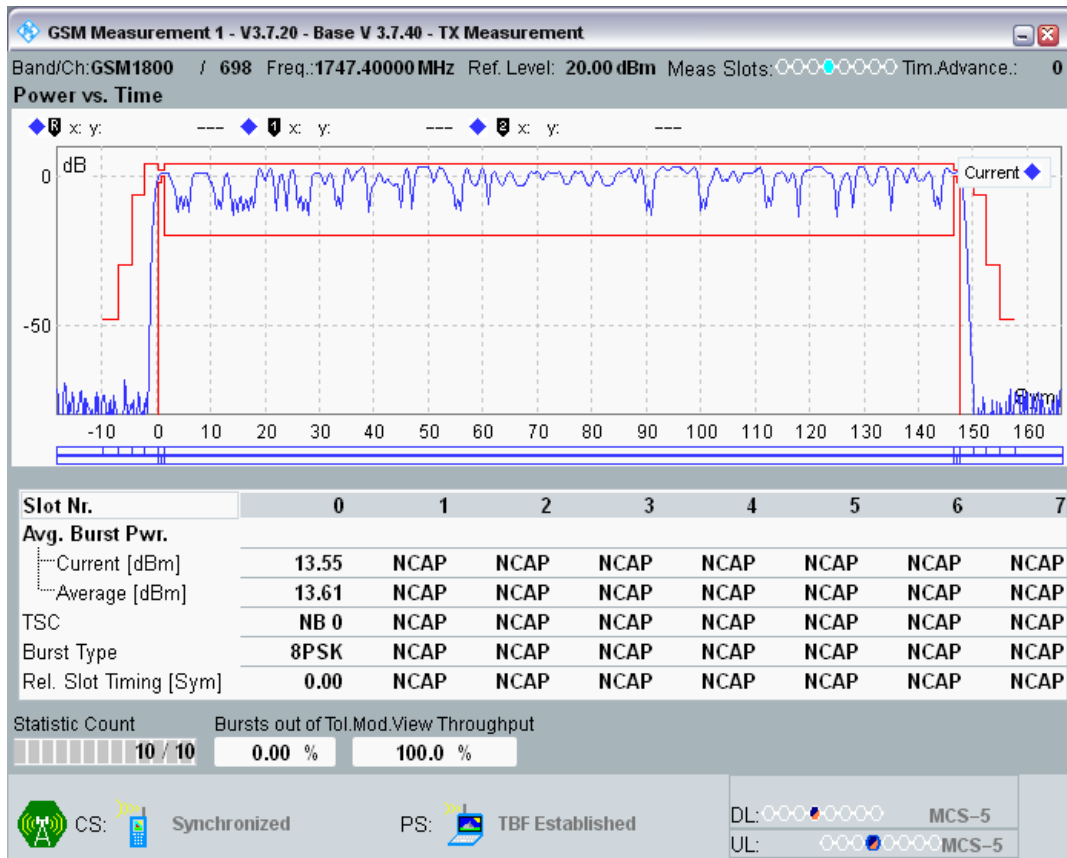 GSM Measurement 1 - V3.7.20 - Base V 3.7.40 - TX Measurement
Band/Ch:GSM1800 / 698 Freq.:1747.40000 MHz Ref. Level: 20.00 dBm Meas Slots: Tim.Advance.: 0
Power vs. Time
R x: y: --- 1 x: y: --- 2 x: y: ---
dB
Current
0
-50
Sym
-10 0 10 20 30 40 50 60 70 80 90 100 110 120 130 140 150 160
Slot Nr. 0 1 2 3 4 5 6 7
Avg. Burst Pwr.
Current [dBm] 13.55 NCAP NCAP NCAP NCAP NCAP NCAP NCAP
Average [dBm] 13.61 NCAP NCAP NCAP NCAP NCAP NCAP NCAP
TSC NB 0 NCAP NCAP NCAP NCAP NCAP NCAP NCAP
Burst Type 8PSK NCAP NCAP NCAP NCAP NCAP NCAP NCAP
Rel. Slot Timing [Sym] 0.00 NCAP NCAP NCAP NCAP NCAP NCAP NCAP
Statistic Count Bursts out of Tol.Mod.View Throughput
10 / 10 0.00 % 100.0 %
CS: Synchronized PS: TBF Established
DL: MCS-5
UL: MCS-5